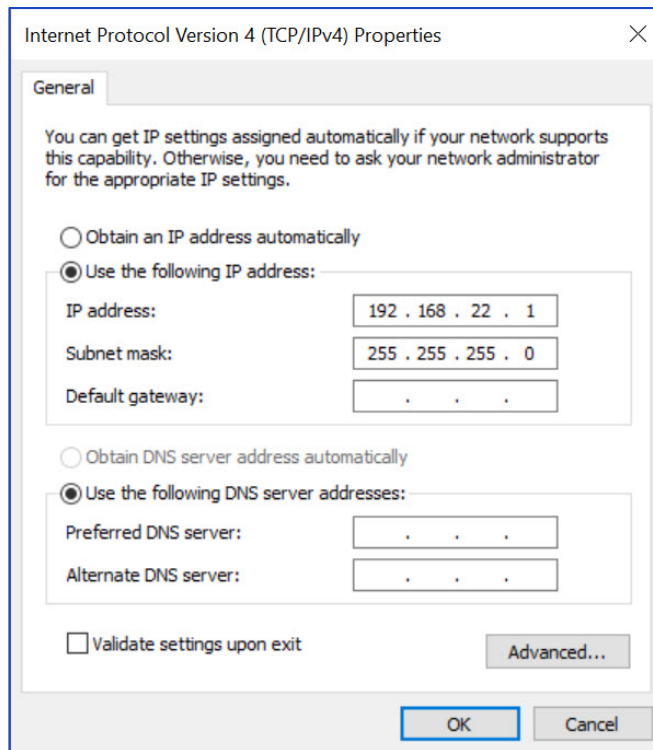 Internet Protocol Version 4 (TCP/IPv4) Properties
General
You can get IP settings assigned automatically if your network supports
this capability. Otherwise, you need to ask your network administrator
for the appropriate IP settings.
Obtain an IP address automatically
Use the following IP address:
IP address: 192 . 168 . 22 . 1
Subnet mask: 255 . 255 . 255 . 0
Default gateway: . . .
Obtain DNS server address automatically
Use the following DNS server addresses:
Preferred DNS server: . . .
Alternate DNS server: . . .
Validate settings upon exit
Advanced...
OK Cancel